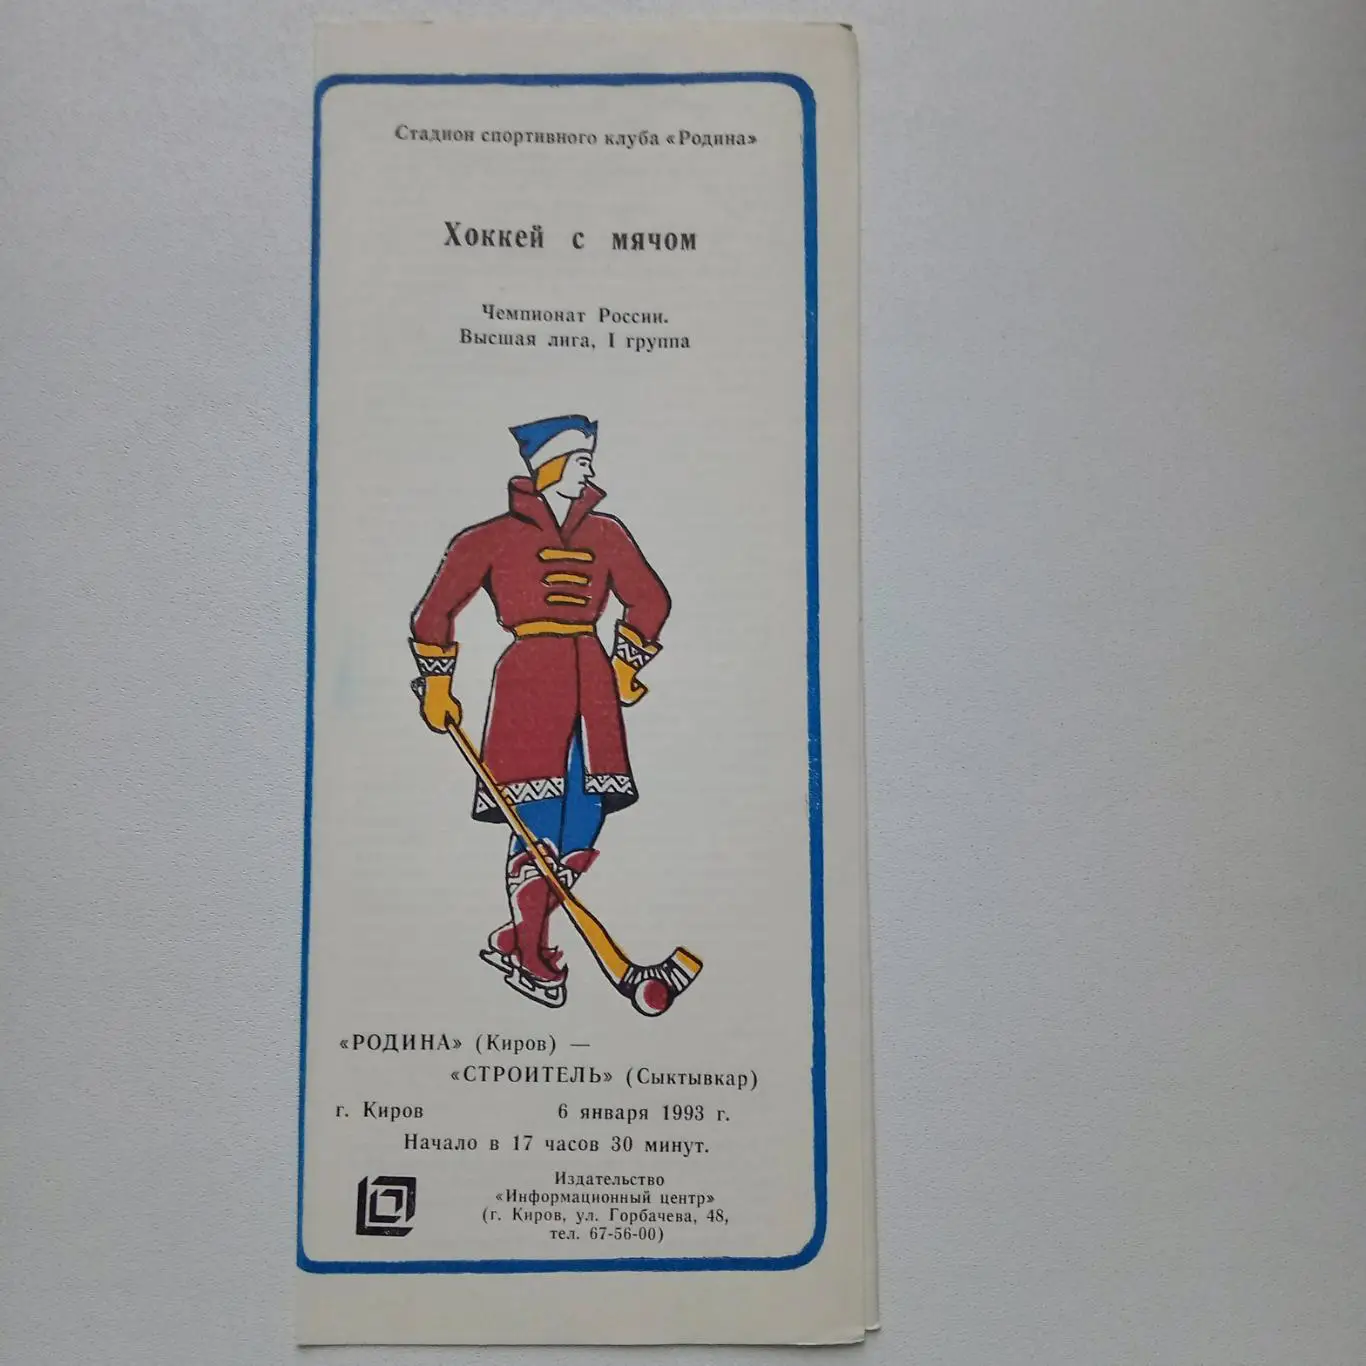 Стадион спортивного клуба «Родина»
Хоккей с мячом
Чемпионат России.
Высшая лига, I группа
«РОДИНА» (Киров) —
«СТРОИТЕЛЬ» (Сыктывкар)
г. Киров 6 января 1993 г.
Начало в 17 часов 30 минут.
Издательство
«Информационный центр»
(г. Киров, ул. Горбачева, 48,
тел. 67-56-00)